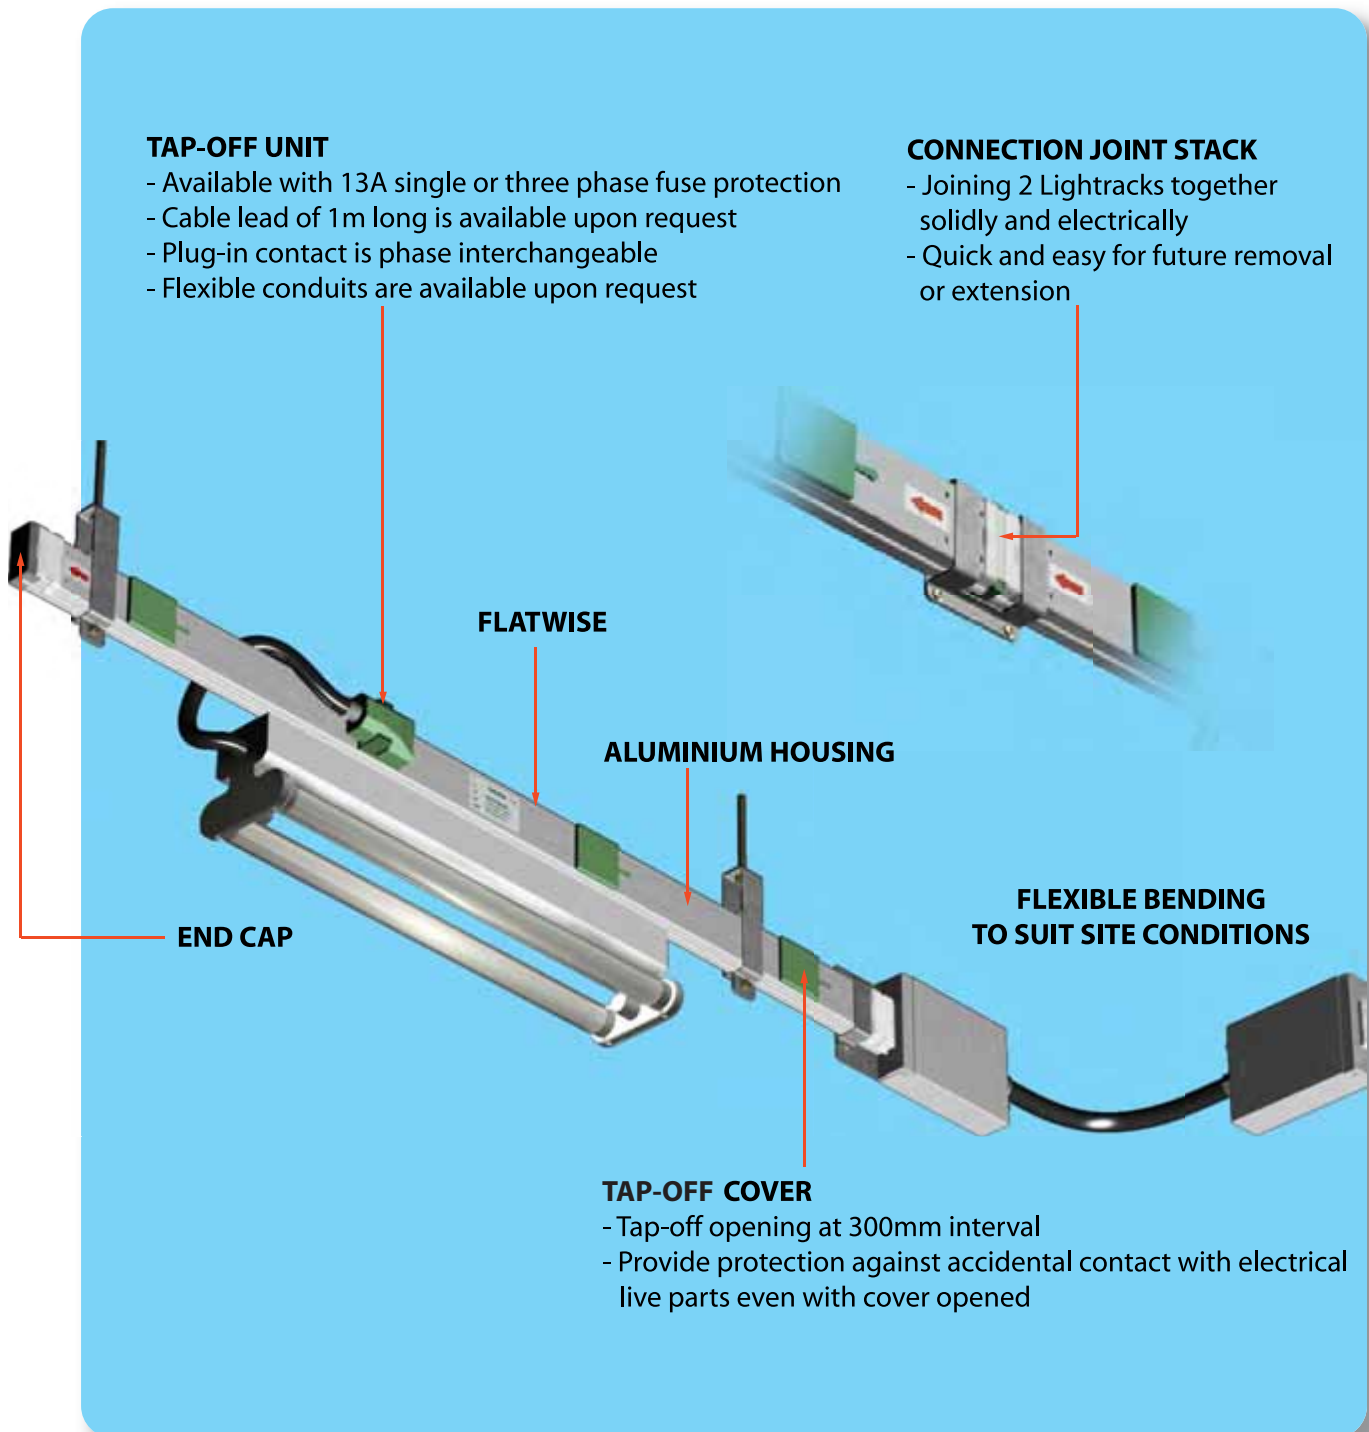 TAP-OFF UNIT
- Available with 13A single or three phase fuse protection
- Cable lead of 1m long is available upon request
- Plug-in contact is phase interchangeable
- Flexible conduits are available upon request
CONNECTION JOINT STACK
- Joining 2 Lightracks together
solidly and electrically
- Quick and easy for future removal
or extension
FLATWISE
ALUMINIUM HOUSING
END CAP
FLEXIBLE BENDING
TO SUIT SITE CONDITIONS
TAP-OFF COVER
- Tap-off opening at 300mm interval
- Provide protection against accidental contact with electrical
live parts even with cover opened